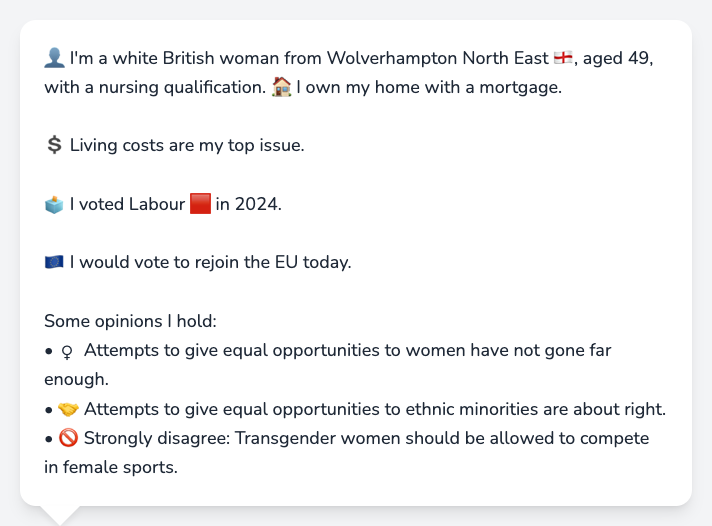 👤 I'm a white British woman from Wolverhampton North East 🏴󠁧󠁢󠁥󠁮󠁧󠁿, aged 49,
with a nursing qualification. 🏠 I own my home with a mortgage.
💲 Living costs are my top issue.
🗳️ I voted Labour 🟥 in 2024.
🇪🇺 I would vote to rejoin the EU today.
Some opinions I hold:
• ♀ Attempts to give equal opportunities to women have not gone far
enough.
• 🤝 Attempts to give equal opportunities to ethnic minorities are about right.
• 🚫 Strongly disagree: Transgender women should be allowed to compete
in female sports.